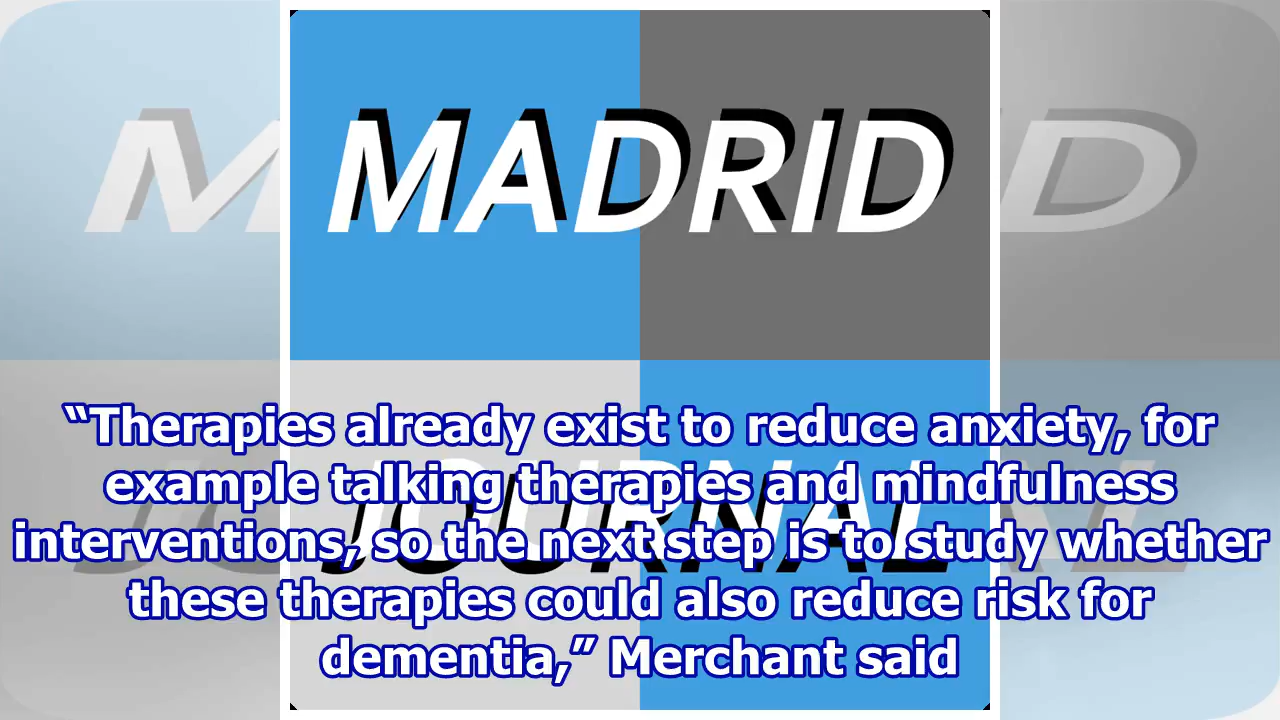 MADRID
JOURNAL
“Therapies already exist to reduce anxiety, for
example talking therapies and mindfulness
interventions, so the next step is to study whether
these therapies could also reduce risk for
dementia,” Merchant said